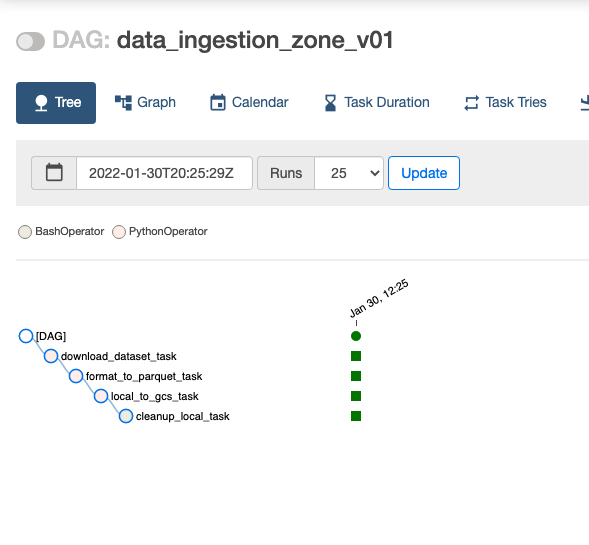 DAG: data_ingestion_zone_v01
Tree Graph Calendar Task Duration Task Tries
2022-01-30T20:25:29Z Runs 25 Update
BashOperator PythonOperator
Jan 30, 12:25
[DAG]
download_dataset_task
format_to_parquet_task
local_to_gcs_task
cleanup_local_task